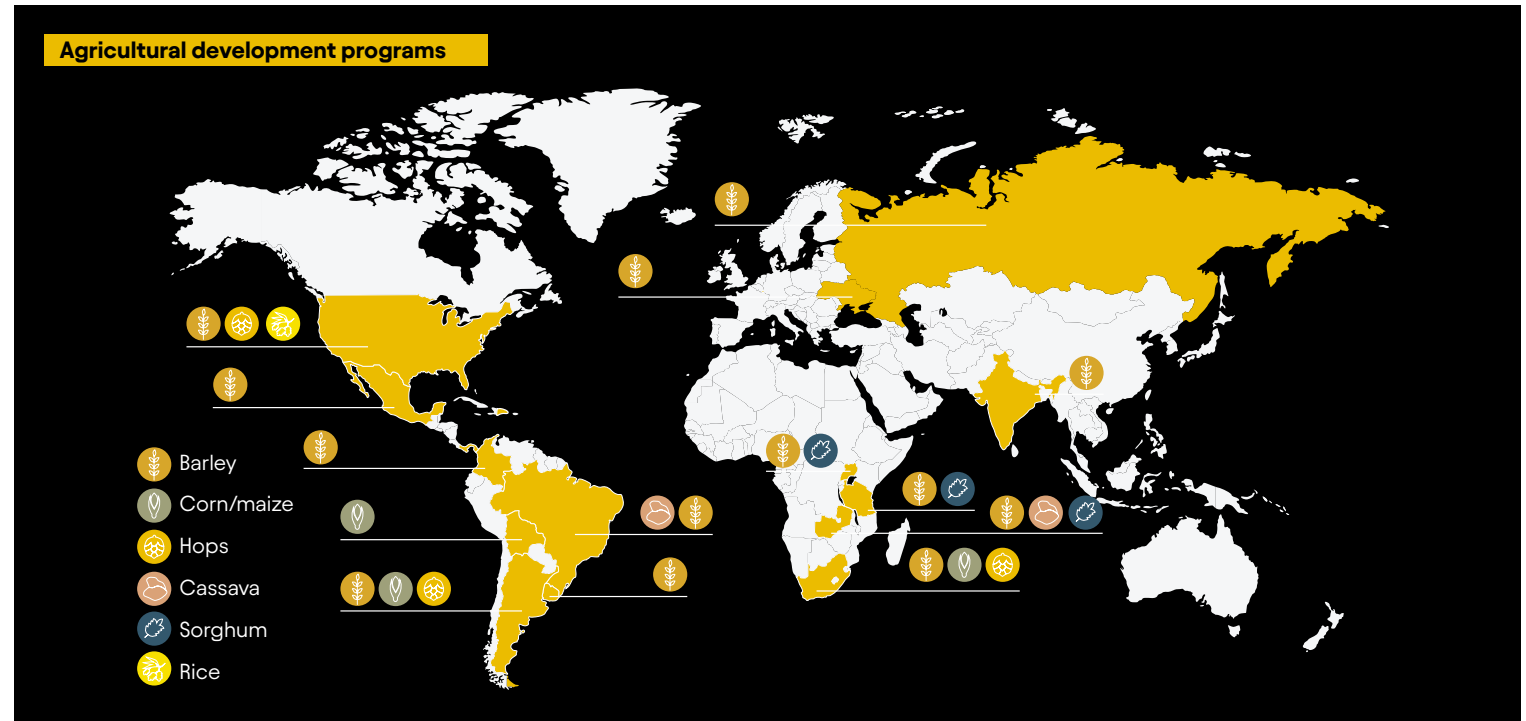 Agricultural development programs
Barley
Corn/maize
Hops
Cassava
Sorghum
Rice